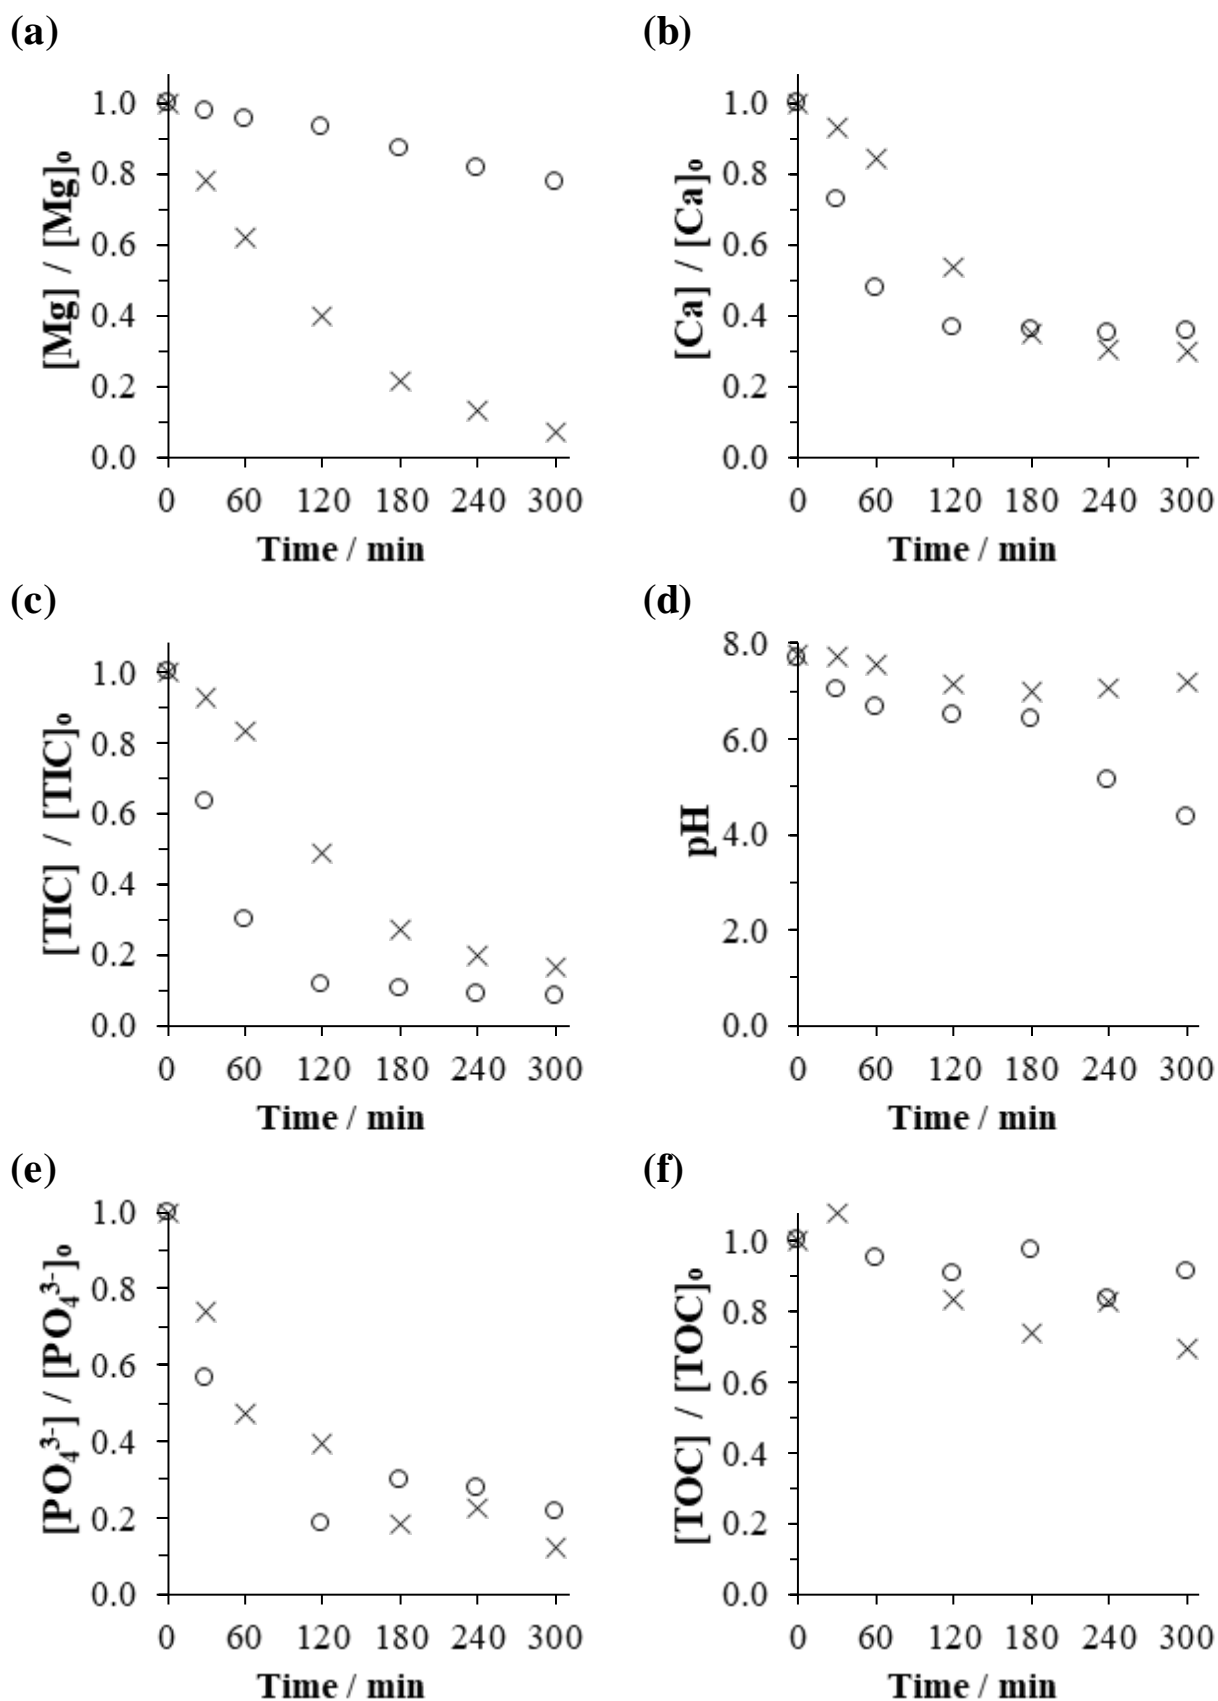 (a)
1.0
0.8
0.6
0.4
0.2
0.0
[Mg] / [Mg]₀
0 60 120 180 240 300
Time / min
(b)
1.0
0.8
0.6
0.4
0.2
0.0
[Ca] / [Ca]₀
0 60 120 180 240 300
Time / min
(c)
1.0
0.8
0.6
0.4
0.2
0.0
[TIC] / [TIC]₀
0 60 120 180 240 300
Time / min
(d)
8.0
6.0
4.0
2.0
0.0
pH
0 60 120 180 240 300
Time / min
(e)
1.0
0.8
0.6
0.4
0.2
0.0
[PO₄³⁻] / [PO₄³⁻]₀
0 60 120 180 240 300
Time / min
(f)
1.0
0.8
0.6
0.4
0.2
0.0
[TOC] / [TOC]₀
0 60 120 180 240 300
Time / min